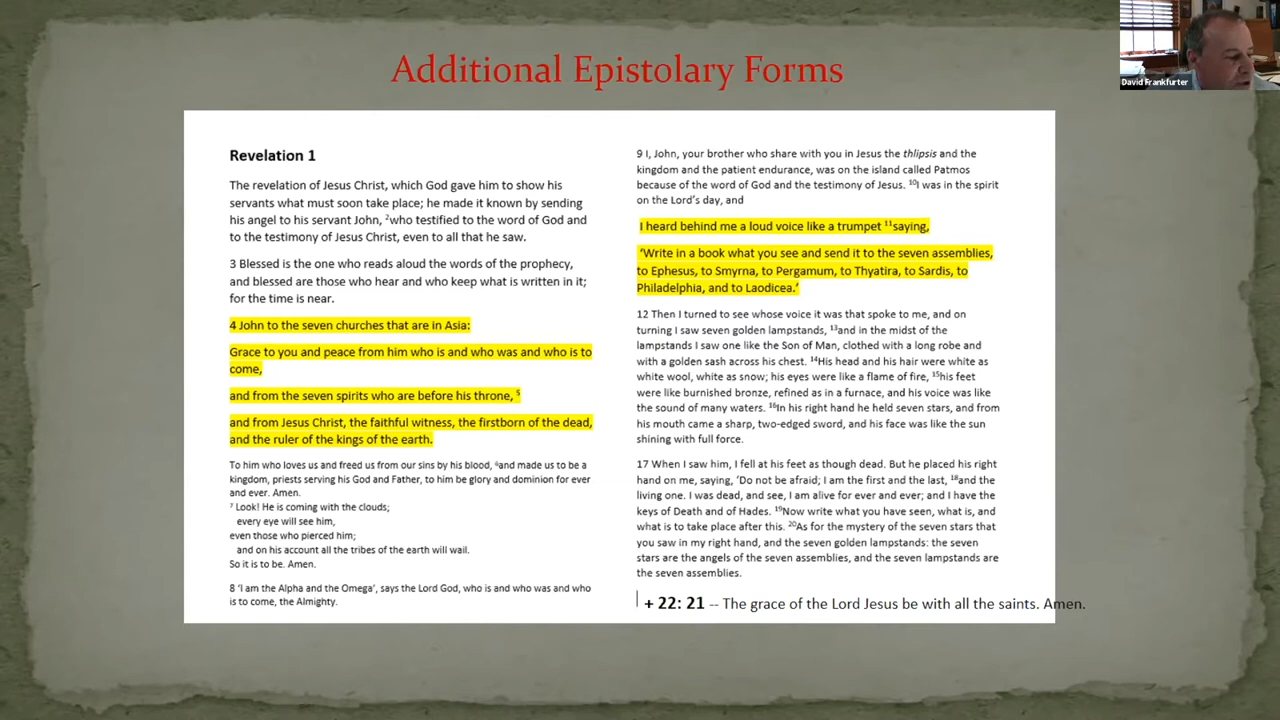 Additional Epistolary Forms
David Frankfurter
Revelation 1
The revelation of Jesus Christ, which God gave him to show his
servants what must soon take place; he made it known by sending
his angel to his servant John, ²who testified to the word of God and
to the testimony of Jesus Christ, even to all that he saw.
3 Blessed is the one who reads aloud the words of the prophecy,
and blessed are those who hear and who keep what is written in it;
for the time is near.
4 John to the seven churches that are in Asia:
Grace to you and peace from him who is and who was and who is to
come,
and from the seven spirits who are before his throne, ⁵
and from Jesus Christ, the faithful witness, the firstborn of the dead,
and the ruler of the kings of the earth.
To him who loves us and freed us from our sins by his blood, ⁶and made us to be a
kingdom, priests serving his God and Father, to him be glory and dominion for ever
and ever. Amen.
⁷ Look! He is coming with the clouds;
every eye will see him,
even those who pierced him;
and on his account all the tribes of the earth will wail.
So it is to be. Amen.
8 ‘I am the Alpha and the Omega’, says the Lord God, who is and who was and who
is to come, the Almighty.
9 I, John, your brother who share with you in Jesus the thlipsis and the
kingdom and the patient endurance, was on the island called Patmos
because of the word of God and the testimony of Jesus. ¹⁰I was in the spirit
on the Lord’s day, and
I heard behind me a loud voice like a trumpet ¹¹saying,
‘Write in a book what you see and send it to the seven assemblies,
to Ephesus, to Smyrna, to Pergamum, to Thyatira, to Sardis, to
Philadelphia, and to Laodicea.’
12 Then I turned to see whose voice it was that spoke to me, and on
turning I saw seven golden lampstands, ¹³and in the midst of the
lampstands I saw one like the Son of Man, clothed with a long robe and
with a golden sash across his chest. ¹⁴His head and his hair were white as
white wool, white as snow; his eyes were like a flame of fire, ¹⁵his feet
were like burnished bronze, refined as in a furnace, and his voice was like
the sound of many waters. ¹⁶In his right hand he held seven stars, and from
his mouth came a sharp, two-edged sword, and his face was like the sun
shining with full force.
17 When I saw him, I fell at his feet as though dead. But he placed his right
hand on me, saying, ‘Do not be afraid; I am the first and the last, ¹⁸and the
living one. I was dead, and see, I am alive for ever and ever; and I have the
keys of Death and of Hades. ¹⁹Now write what you have seen, what is, and
what is to take place after this. ²⁰As for the mystery of the seven stars that
you saw in my right hand, and the seven golden lampstands: the seven
stars are the angels of the seven assemblies, and the seven lampstands are
the seven assemblies.
+ 22: 21 -- The grace of the Lord Jesus be with all the saints. Amen.